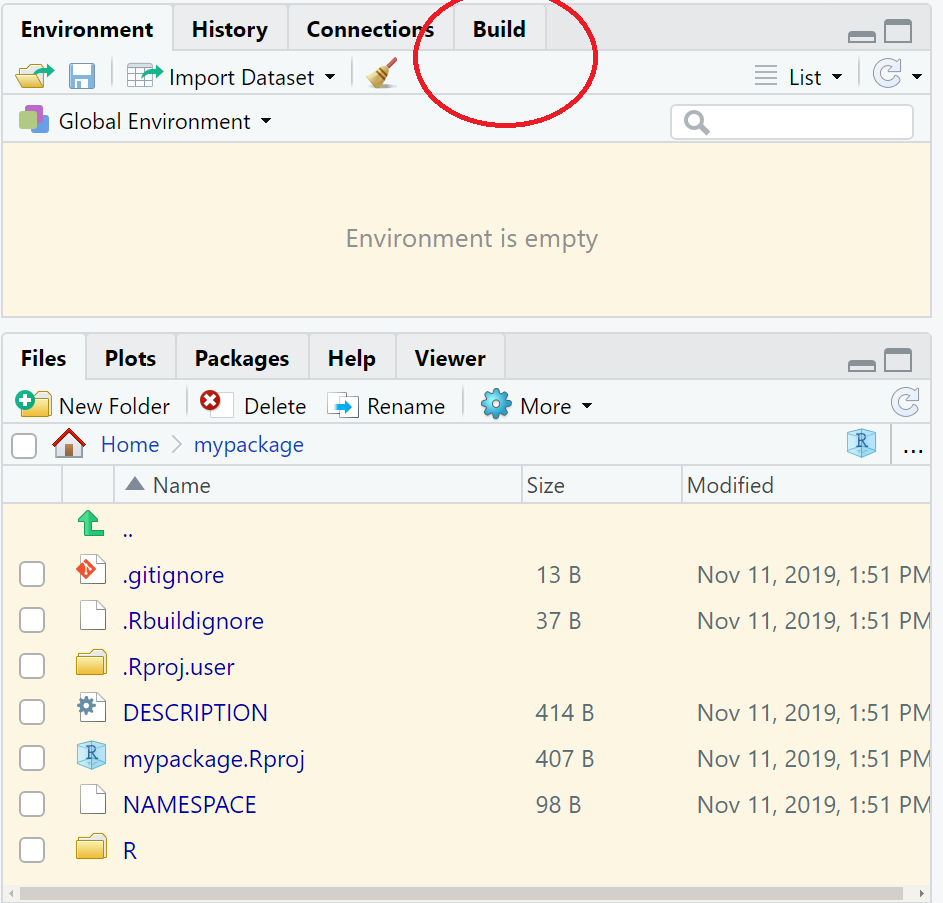 Environment History Connections Build
Import Dataset List
Global Environment
Environment is empty
Files Plots Packages Help Viewer
New Folder Delete Rename More
Home mypackage R ...
Name Size Modified
..
.gitignore 13 B Nov 11, 2019, 1:51 PM
.Rbuildignore 37 B Nov 11, 2019, 1:51 PM
.Rproj.user
DESCRIPTION 414 B Nov 11, 2019, 1:51 PM
R mypackage.Rproj 407 B Nov 11, 2019, 1:51 PM
NAMESPACE 98 B Nov 11, 2019, 1:51 PM
R